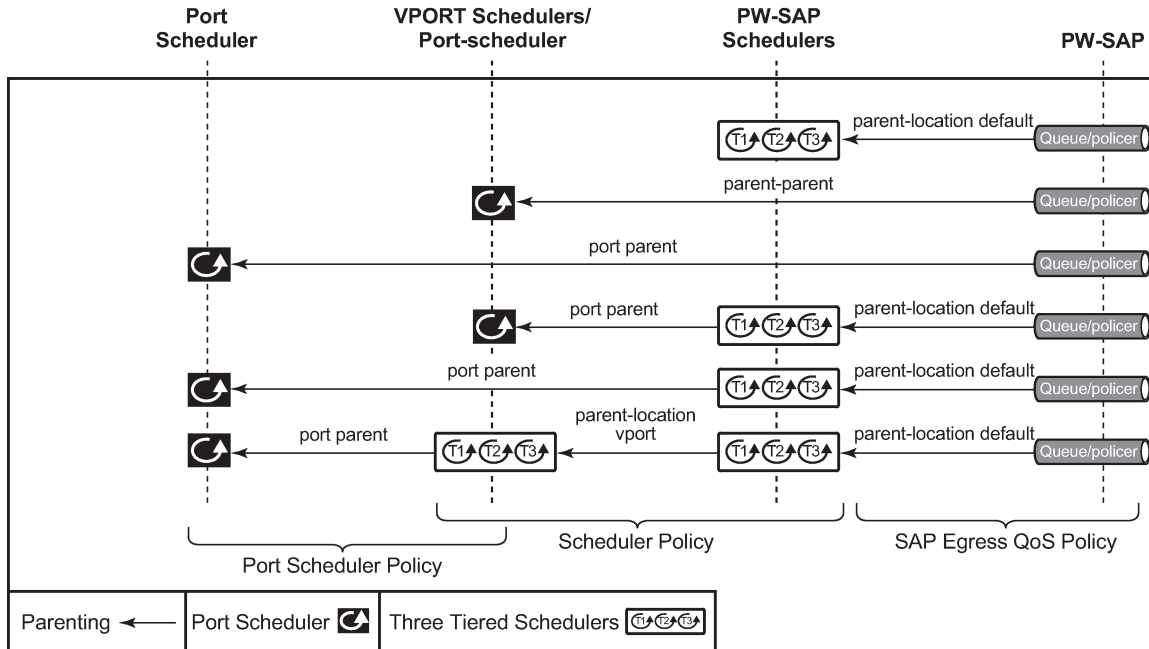 Port
Scheduler
VPORT Schedulers/
Port-scheduler
PW-SAP
Schedulers
PW-SAP
parent-location default
T1 T2 T3
Queue/policer
parent-parent
Queue/policer
port parent
Queue/policer
port parent
T1 T2 T3
parent-location default
Queue/policer
port parent
T1 T2 T3
parent-location default
Queue/policer
port parent
T1 T2 T3
parent-location
vport
T1 T2 T3
parent-location default
Queue/policer
Port Scheduler Policy
Scheduler Policy
SAP Egress QoS Policy
Parenting
Port Scheduler
Three Tiered Schedulers
T1 T2 T3